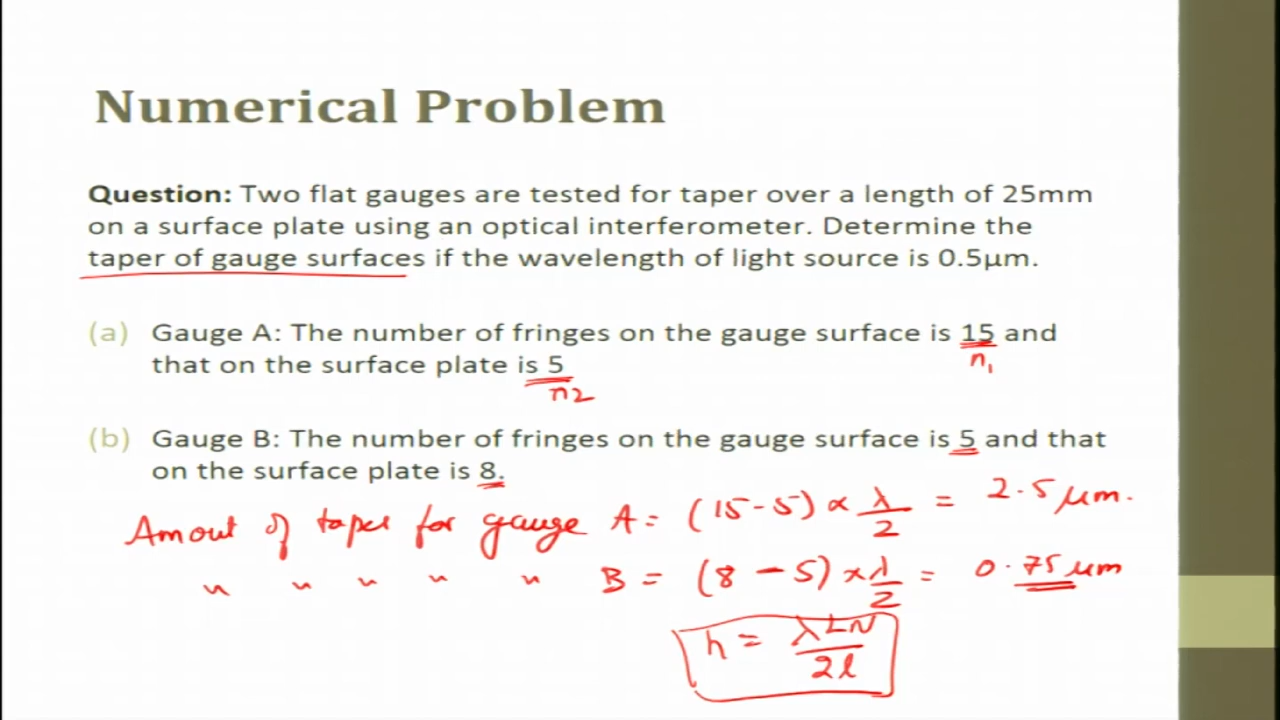 Numerical Problem
Question: Two flat gauges are tested for taper over a length of 25mm
on a surface plate using an optical interferometer. Determine the
taper of gauge surfaces if the wavelength of light source is 0.5μm.
(a) Gauge A: The number of fringes on the gauge surface is 15 and
n₁
that on the surface plate is 5
n2
(b) Gauge B: The number of fringes on the gauge surface is 5 and that
on the surface plate is 8.
Amout of taper for gauge A = (15-5) × λ/2 = 2.5 μm.
" " " " " B = (8 - 5) × λ/2 = 0.75 μm
h = λLN/2l